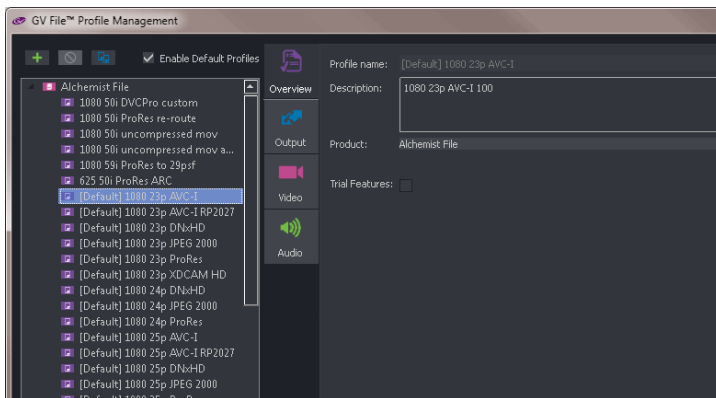 GV File™ Profile Management
Enable Default Profiles
Alchemist File
1080 50i DVCPro custom
1080 50i ProRes re-route
1080 50i uncompressed mov
1080 50i uncompressed mov a...
1080 59i ProRes to 29psf
625 50i ProRes ARC
[Default] 1080 23p AVC-I
[Default] 1080 23p AVC-I RP2027
[Default] 1080 23p DNxHD
[Default] 1080 23p JPEG 2000
[Default] 1080 23p ProRes
[Default] 1080 23p XDCAM HD
[Default] 1080 24p DNxHD
[Default] 1080 24p JPEG 2000
[Default] 1080 24p ProRes
[Default] 1080 25p AVC-I
[Default] 1080 25p AVC-I RP2027
[Default] 1080 25p DNxHD
[Default] 1080 25p JPEG 2000
Overview
Output
Video
Audio
Profile name: [Default] 1080 23p AVC-I
Description: 1080 23p AVC-I 100
Product: Alchemist File
Trial Features: